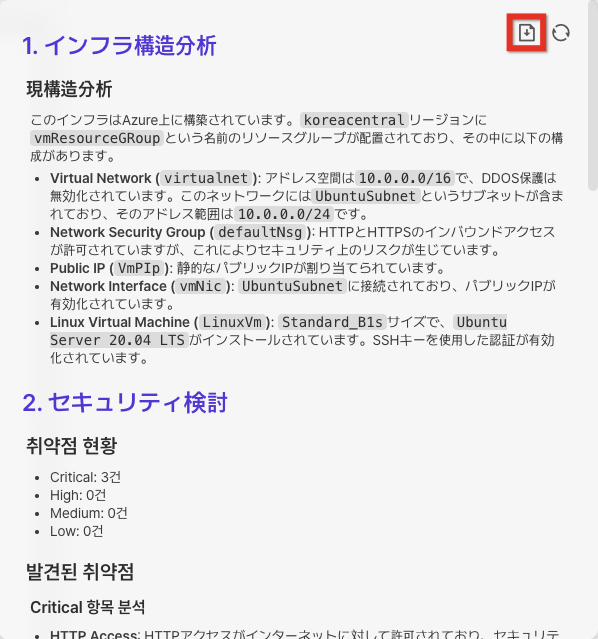 1. インフラ構造分析
現構造分析
このインフラはAzure上に構築されています。koreacentralリージョンに
vmResourceGRoupという名前のリソースグループが配置されており、その中に以下の構
成があります。
• Virtual Network (virtualnet): アドレス空間は10.0.0.0/16で、DDOS保護は
無効化されています。このネットワークにはUbuntuSubnetというサブネットが含ま
れており、そのアドレス範囲は10.0.0.0/24です。
• Network Security Group (defaultNsg): HTTPとHTTPSのインバウンドアクセス
が許可されていますが、これによりセキュリティ上のリスクが生じています。
• Public IP (VmPIp): 静的なパブリックIPが割り当てられています。
• Network Interface (vmNic): UbuntuSubnetに接続されており、パブリックIPが
有効化されています。
• Linux Virtual Machine (LinuxVm): Standard_B1sサイズで、Ubuntu
Server 20.04 LTSがインストールされています。SSHキーを使用した認証が有効
化されています。
2. セキュリティ検討
취약점 현황
• Critical: 3건
• High: 0건
• Medium: 0건
• Low: 0건
발견된 취약점
Critical 항목 분석
• HTTP Access: HTTPアクセスがインターネットに対して許可されており、セキュリテ